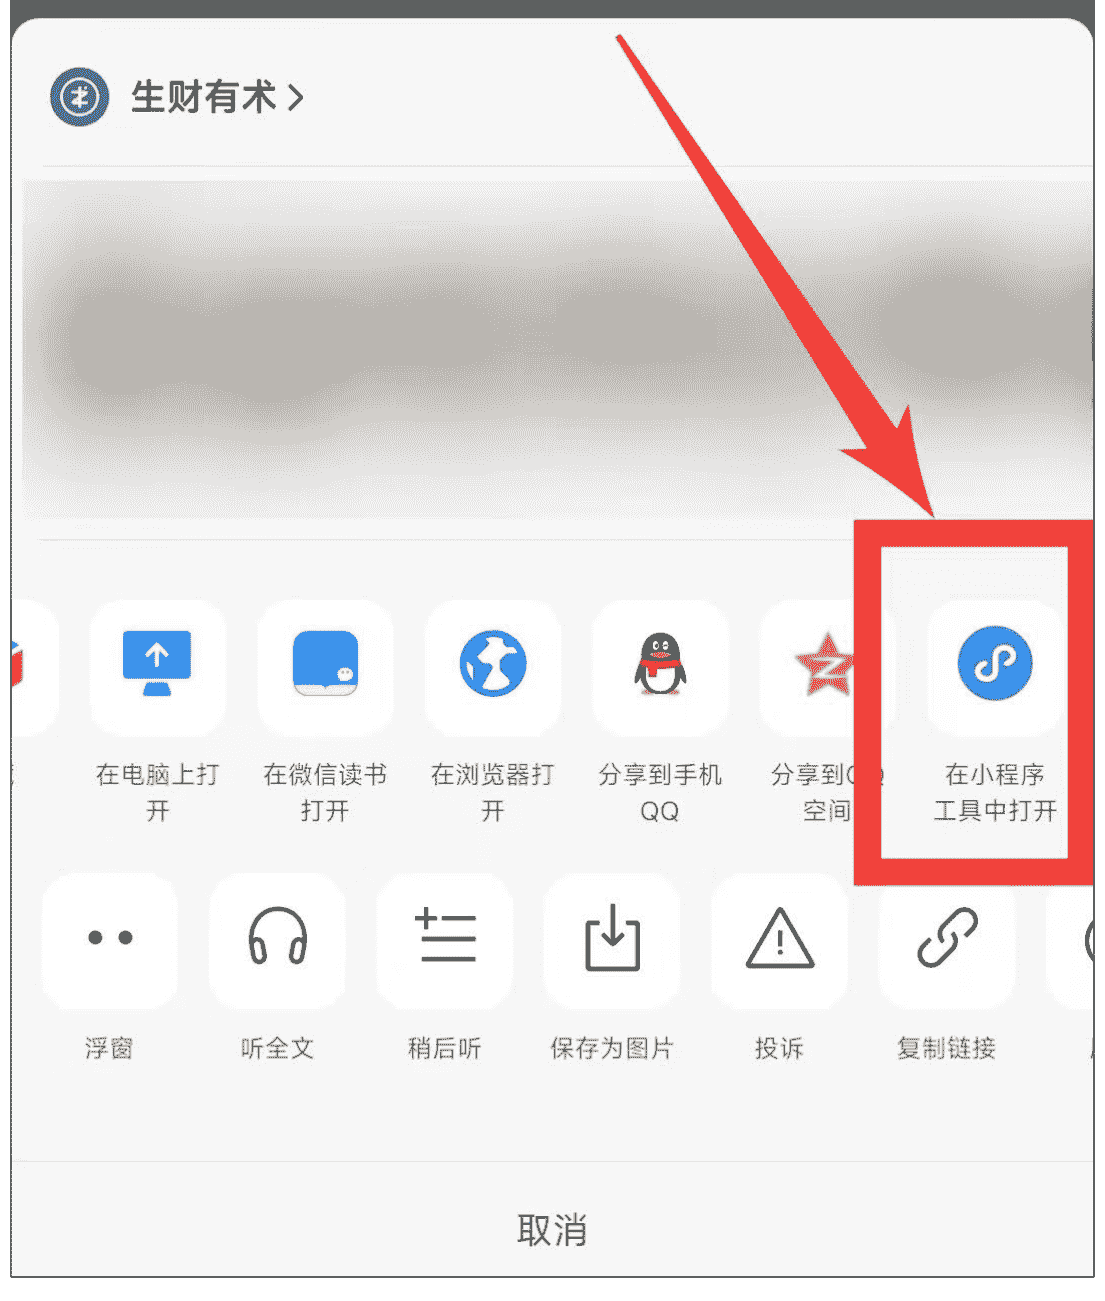 生财有术
在电脑上打
开
在微信读书
打开
在浏览器打
开
分享到手机
QQ
分享到QQ
空间
在小程序
工具中打开
浮窗
听全文
稍后听
保存为图片
投诉
复制链接
取消